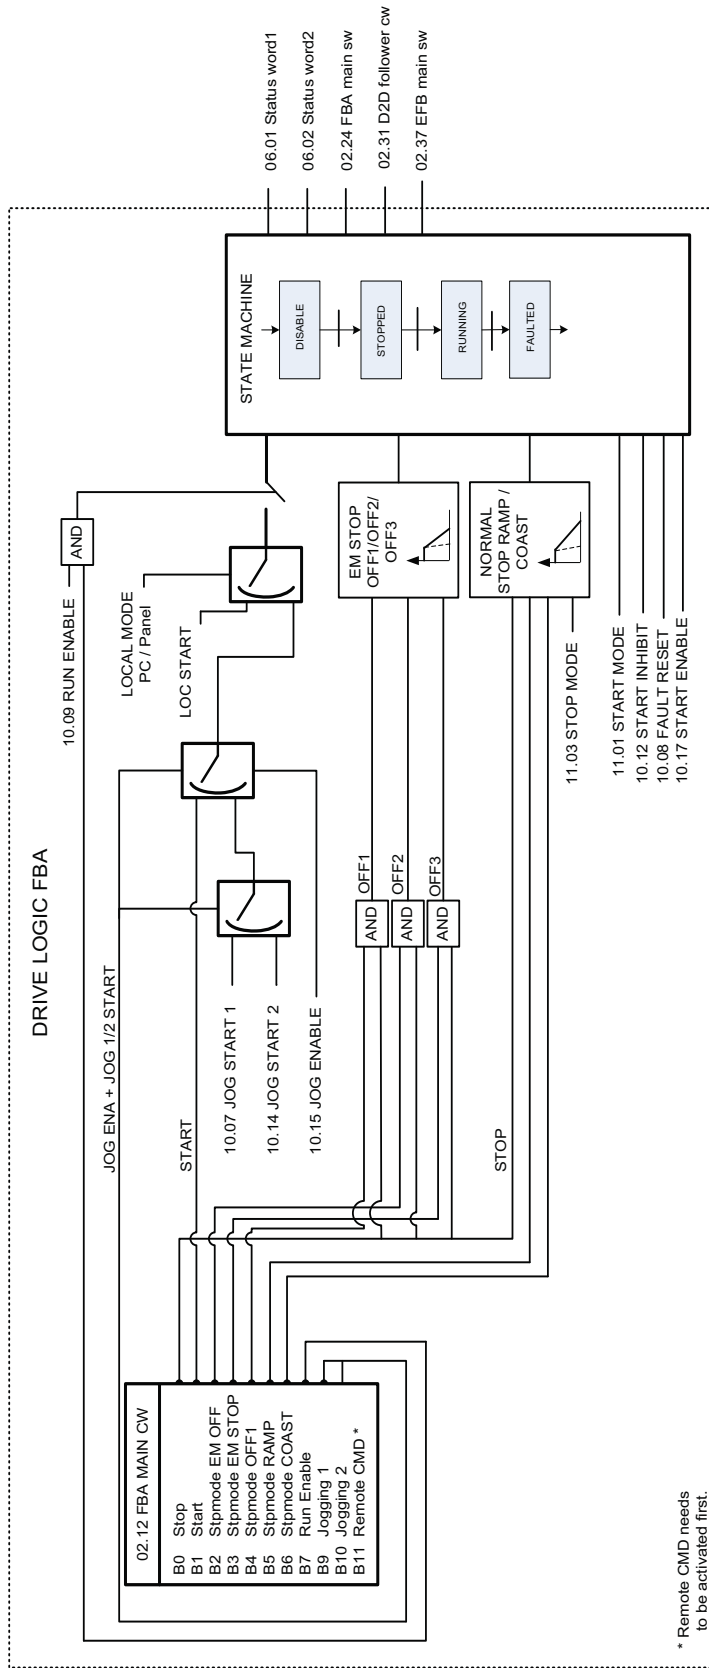 DRIVE LOGIC FBA
02.12 FBA MAIN CW
B0 Stop
B1 Start
B2 Stpmode EM OFF
B3 Stpmode EM STOP
B4 Stpmode OFF1
B5 Stpmode RAMP
B6 Stpmode COAST
B7 Run Enable
B9 Jogging 1
B10 Jogging 2
B11 Remote CMD *
* Remote CMD needs
to be activated first.
JOG ENA + JOG 1/2 START
START
10.07 JOG START 1
10.14 JOG START 2
10.15 JOG ENABLE
STOP
AND
OFF1
AND
OFF2
AND
OFF3
10.09 RUN ENABLE
AND
LOCAL MODE
PC / Panel
LOC START
EM STOP
OFF1/OFF2/
OFF3
NORMAL
STOP RAMP /
COAST
11.03 STOP MODE
11.01 START MODE
10.12 START INHIBIT
10.08 FAULT RESET
10.17 START ENABLE
STATE MACHINE
DISABLE
STOPPED
RUNNING
FAULTED
06.01 Status word1
06.02 Status word2
02.24 FBA main sw
02.31 D2D follower cw
02.37 EFB main sw